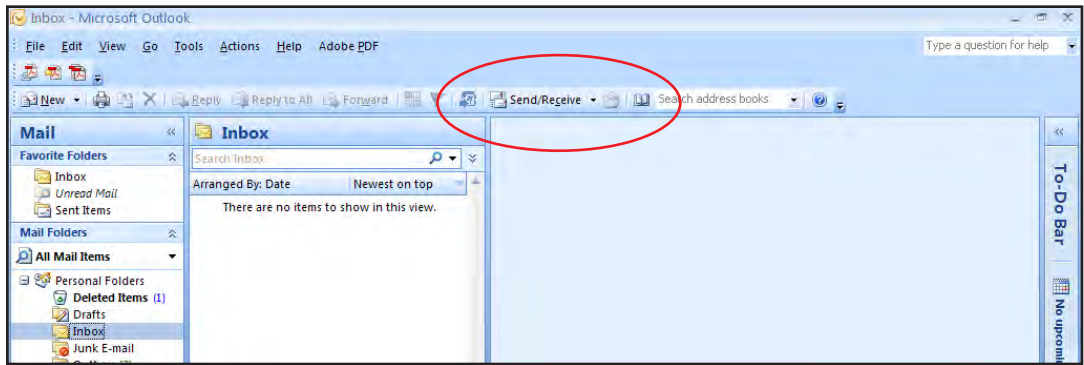 Inbox - Microsoft Outlook
File Edit View Go Tools Actions Help Adobe PDF
Type a question for help
New Reply Reply to All Forward Send/Receive Search address books
Mail
Favorite Folders
Inbox
Unread Mail
Sent Items
Mail Folders
All Mail Items
Personal Folders
Deleted Items (1)
Drafts
Inbox
Junk E-mail
Inbox
Search Inbox
Arranged By: Date Newest on top
There are no items to show in this view.
To-Do Bar
No